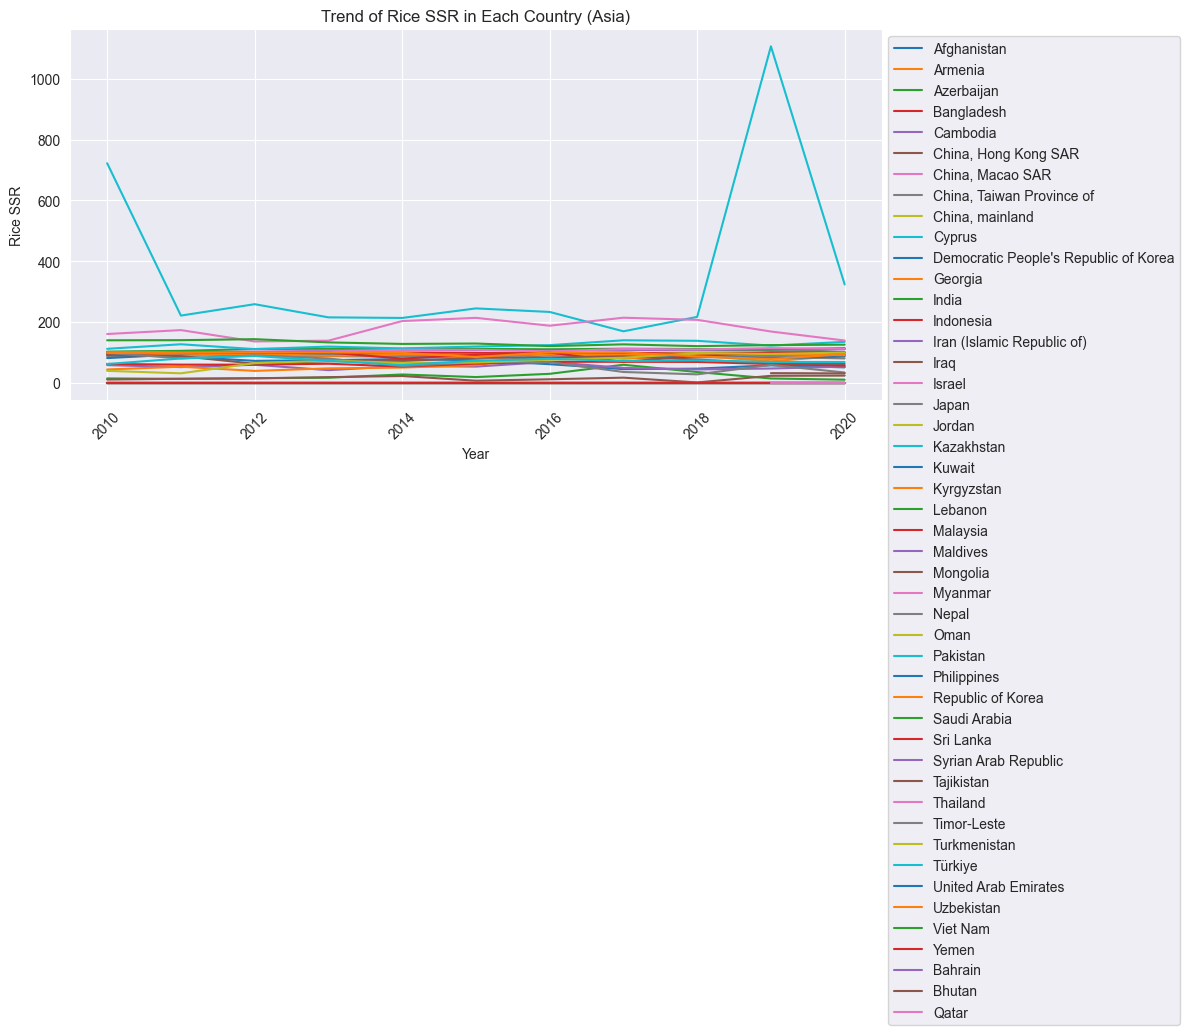 Trend of Rice SSR in Each Country (Asia)
Rice SSR
1000
800
600
400
200
0
2010
2012
2014
2016
2018
2020
Year
Afghanistan
Armenia
Azerbaijan
Bangladesh
Cambodia
China, Hong Kong SAR
China, Macao SAR
China, Taiwan Province of
China, mainland
Cyprus
Democratic People's Republic of Korea
Georgia
India
Indonesia
Iran (Islamic Republic of)
Iraq
Israel
Japan
Jordan
Kazakhstan
Kuwait
Kyrgyzstan
Lebanon
Malaysia
Maldives
Mongolia
Myanmar
Nepal
Oman
Pakistan
Philippines
Republic of Korea
Saudi Arabia
Sri Lanka
Syrian Arab Republic
Tajikistan
Thailand
Timor-Leste
Turkmenistan
Türkiye
United Arab Emirates
Uzbekistan
Viet Nam
Yemen
Bahrain
Bhutan
Qatar